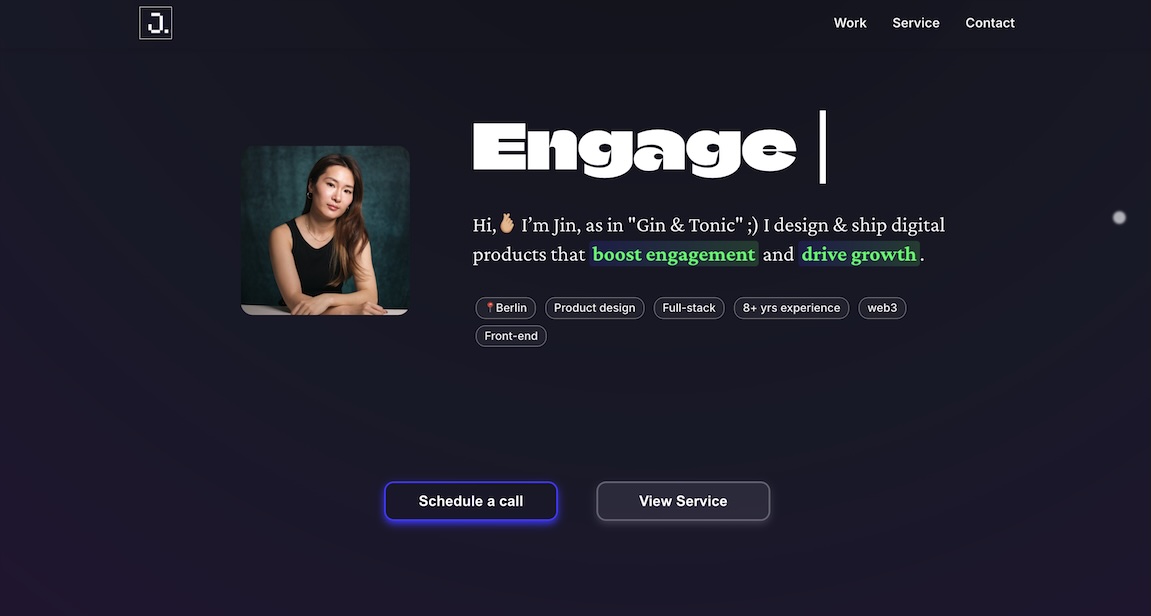 J.
Work Service Contact
Engage
Hi,🫰🏼 I’m Jin, as in "Gin & Tonic" ;) I design & ship digital
products that boost engagement and drive growth.
📍Berlin Product design Full-stack 8+ yrs experience web3
Front-end
Schedule a call View Service